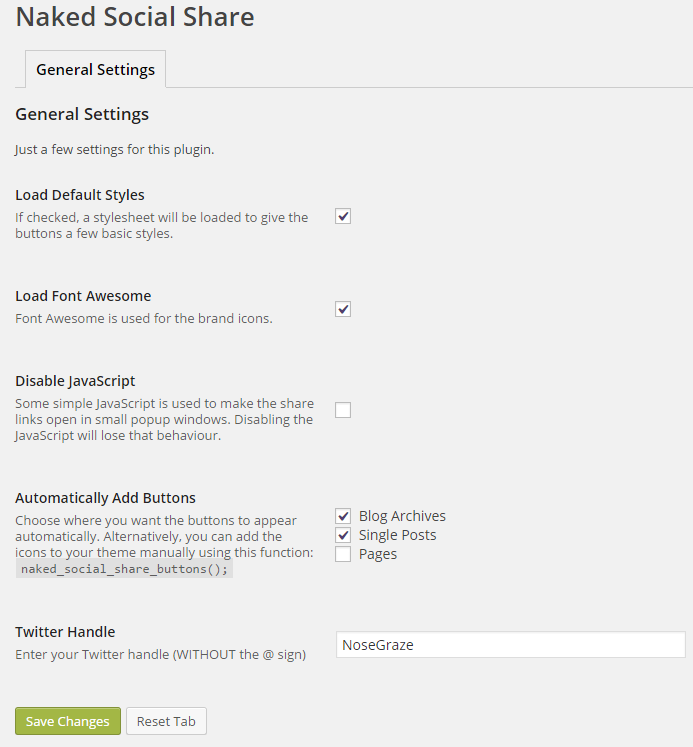 Naked Social Share
General Settings
General Settings
Just a few settings for this plugin.
Load Default Styles
If checked, a stylesheet will be loaded to give the
buttons a few basic styles.
Load Font Awesome
Font Awesome is used for the brand icons.
Disable JavaScript
Some simple JavaScript is used to make the share
links open in small popup windows. Disabling the
JavaScript will lose that behaviour.
Automatically Add Buttons
Choose where you want the buttons to appear
automatically. Alternatively, you can add the
icons to your theme manually using this function:
naked_social_share_buttons();
Blog Archives
Single Posts
Pages
Twitter Handle
Enter your Twitter handle (WITHOUT the @ sign)
NoseGraze
Save Changes
Reset Tab